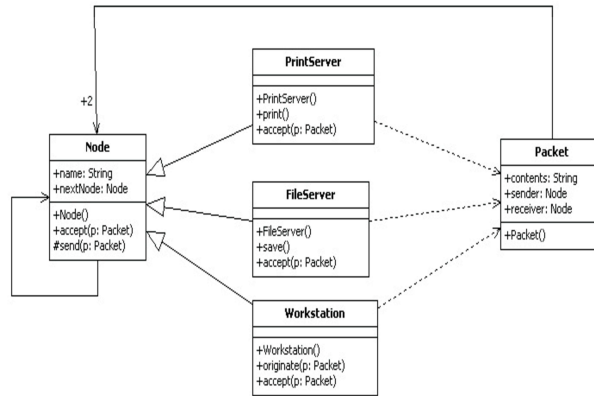 +2
Node
+name: String
+nextNode: Node
+Node()
+accept(p: Packet)
#send(p: Packet)
PrintServer
+PrintServer()
+print()
+accept(p: Packet)
FileServer
+FileServer()
+save()
+accept(p: Packet)
Workstation
+Workstation()
+originate(p: Packet)
+accept(p: Packet)
Packet
+contents: String
+sender: Node
+receiver: Node
+Packet()